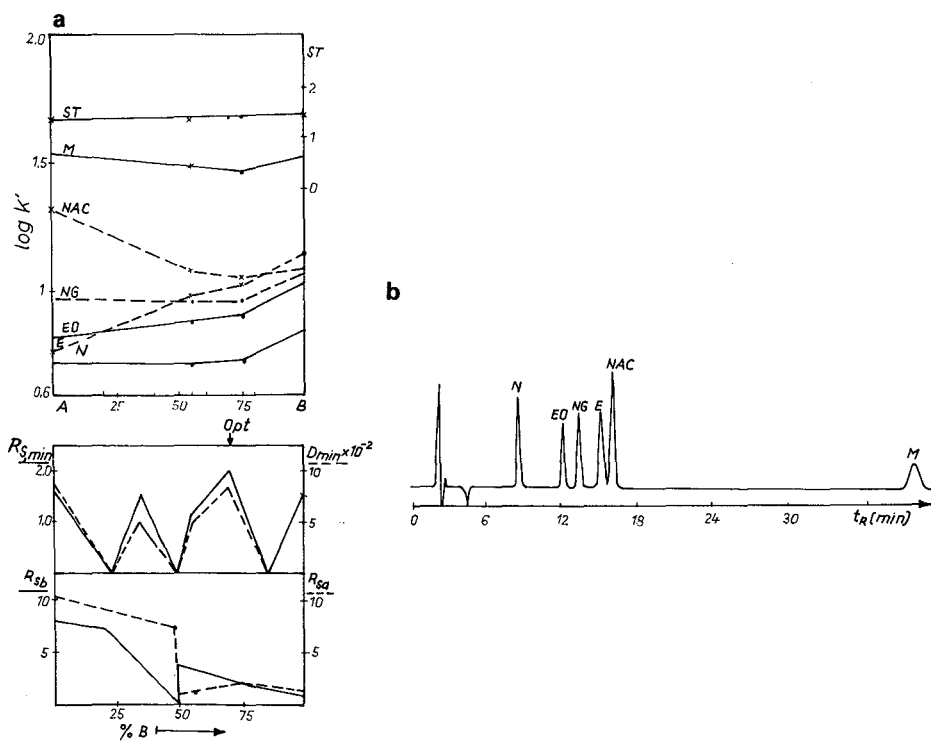 a
2.0
ST
2
1
0
1.5
1
0.6
log k'
ST
M
NAC
NG
EO
E N
A 25 50 75 B
Opt
Rs,min
2.0
1.0
Dmin×10⁻²
10
5
Rsb
10
5
Rsa
10
5
25 50 75
% B
b
N
EO
NG
E
NAC
M
0 6 12 18 24 30
tR(min)